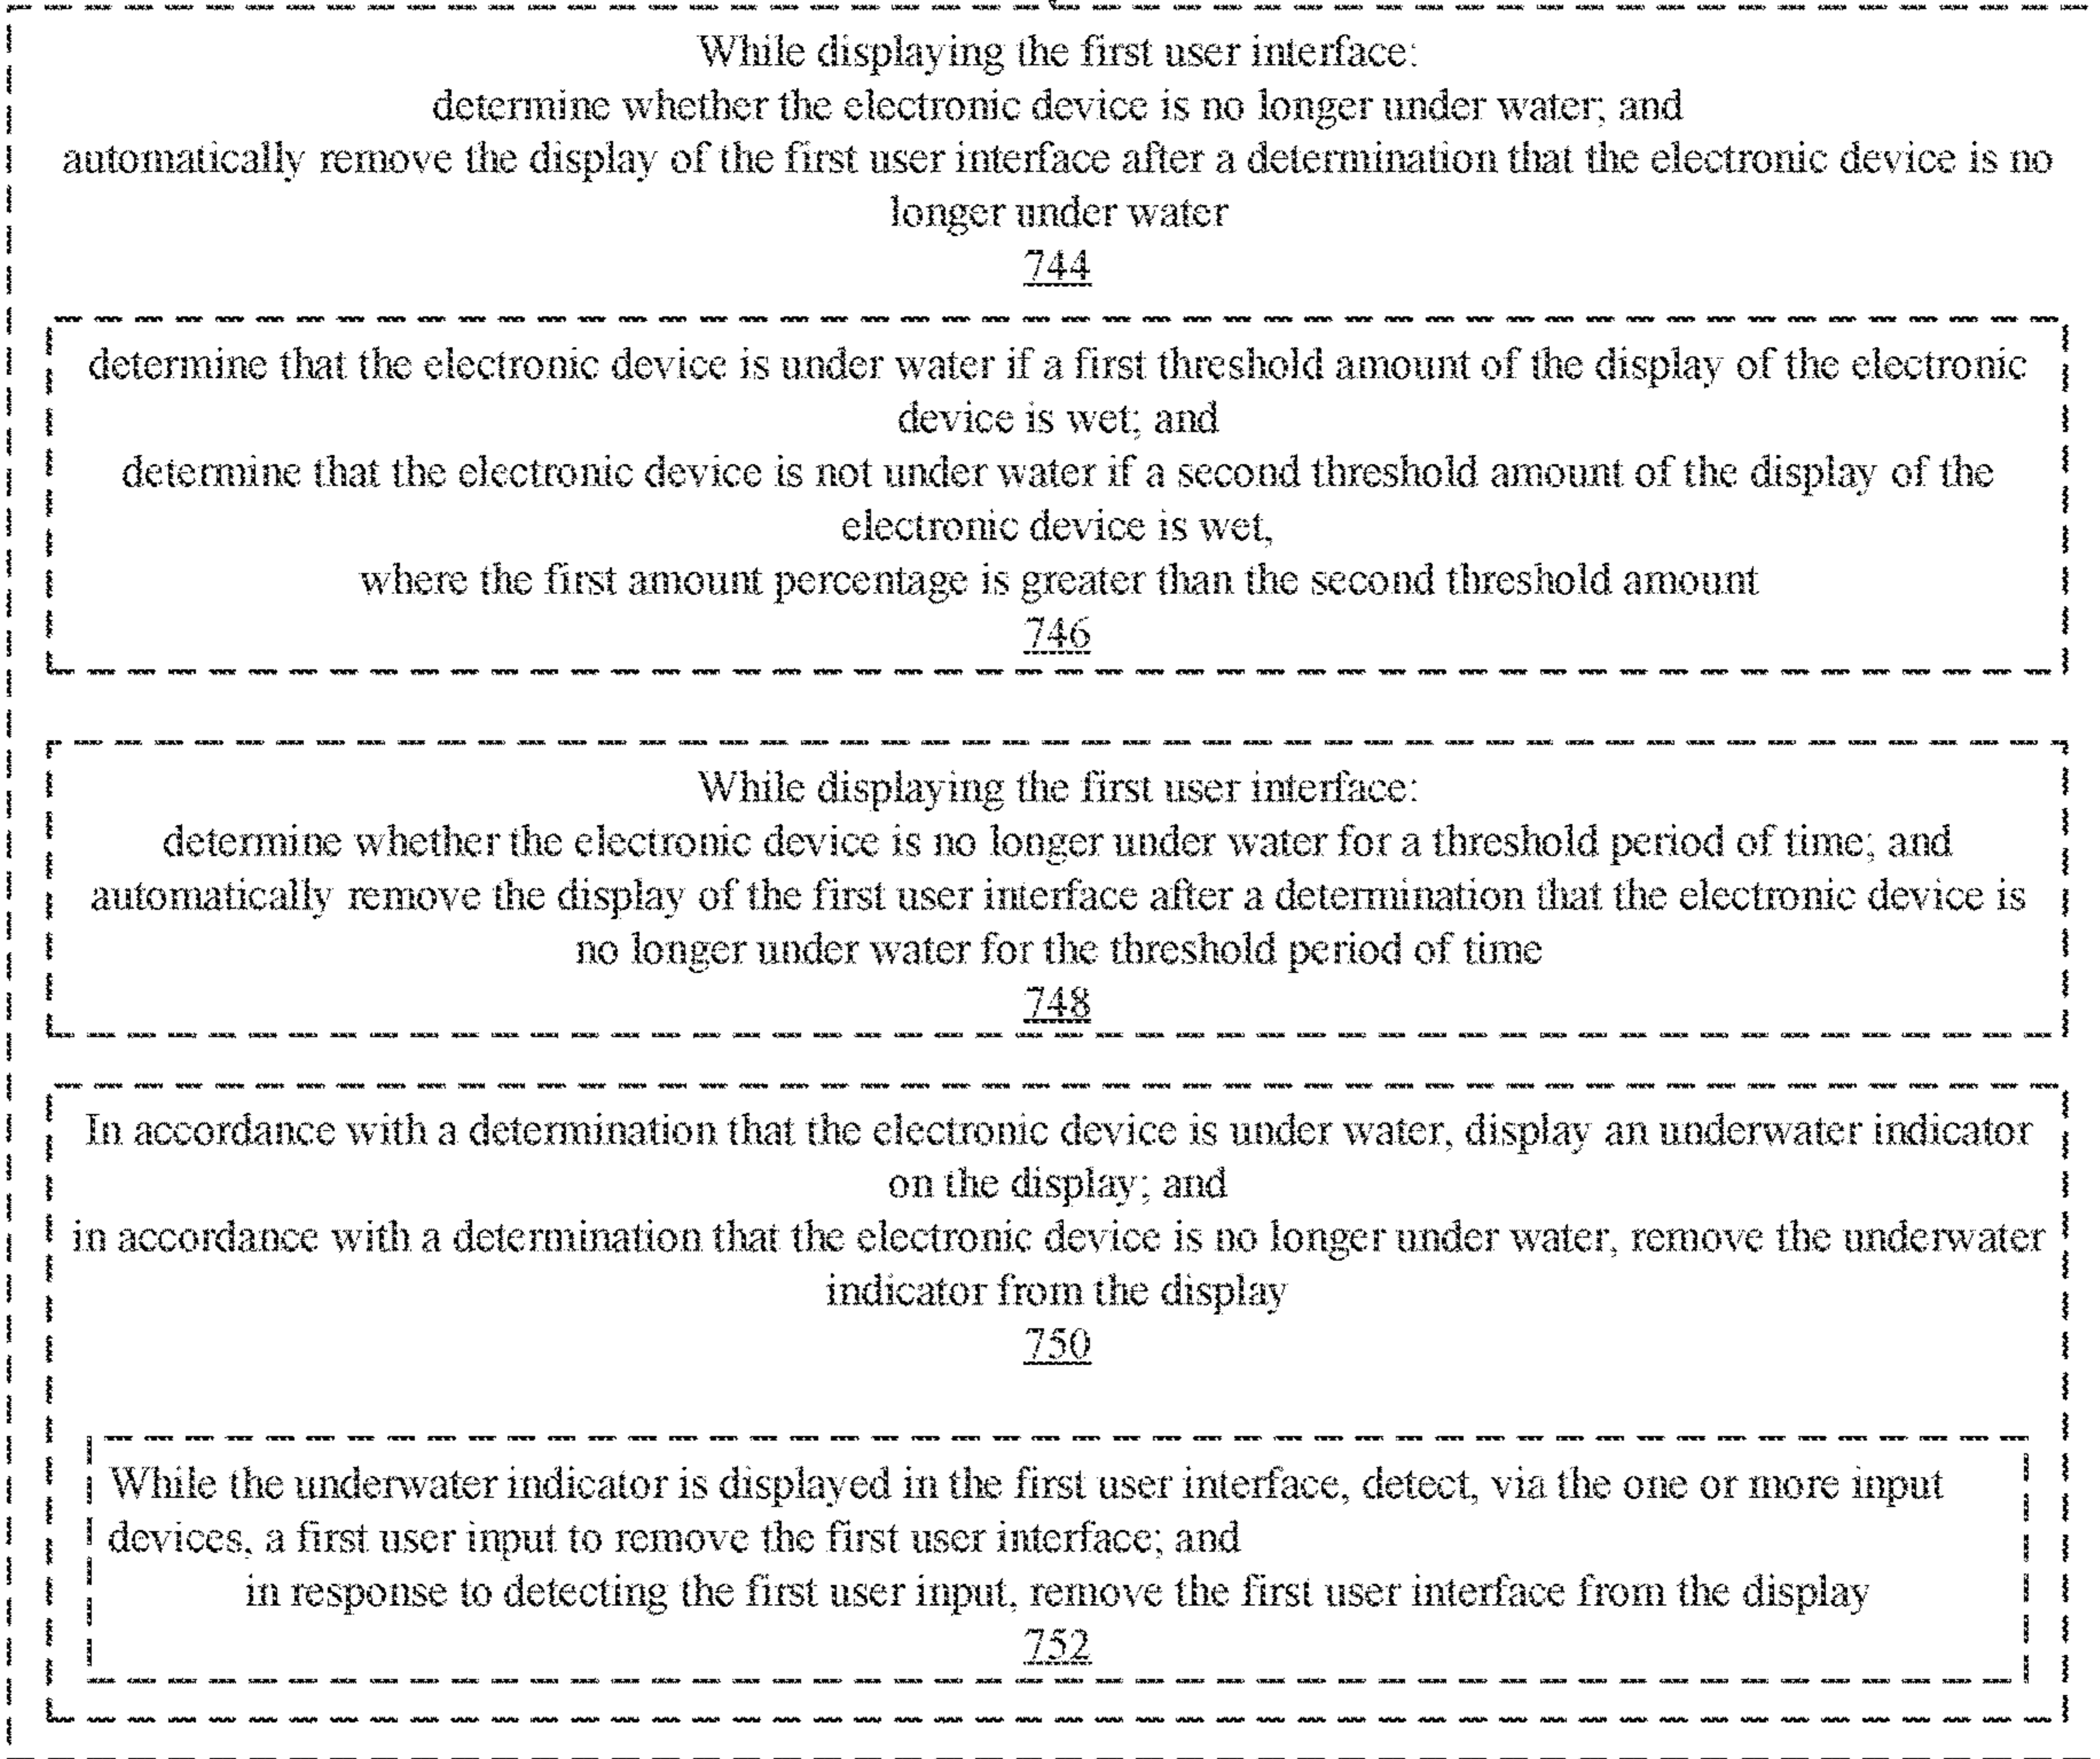 While displaying the first user interface:
determine whether the electronic device is no longer under water; and
automatically remove the display of the first user interface after a determination that the electronic device is no
longer under water
744
determine that the electronic device is under water if a first threshold amount of the display of the electronic
device is wet; and
determine that the electronic device is not under water if a second threshold amount of the display of the
electronic device is wet,
where the first amount percentage is greater than the second threshold amount
746
While displaying the first user interface:
determine whether the electronic device is no longer under water for a threshold period of time; and
automatically remove the display of the first user interface after a determination that the electronic device is
no longer under water for the threshold period of time
748
In accordance with a determination that the electronic device is under water, display an underwater indicator
on the display; and
in accordance with a determination that the electronic device is no longer under water, remove the underwater
indicator from the display
750
While the underwater indicator is displayed in the first user interface, detect, via the one or more input
devices, a first user input to remove the first user interface; and
in response to detecting the first user input, remove the first user interface from the display
752